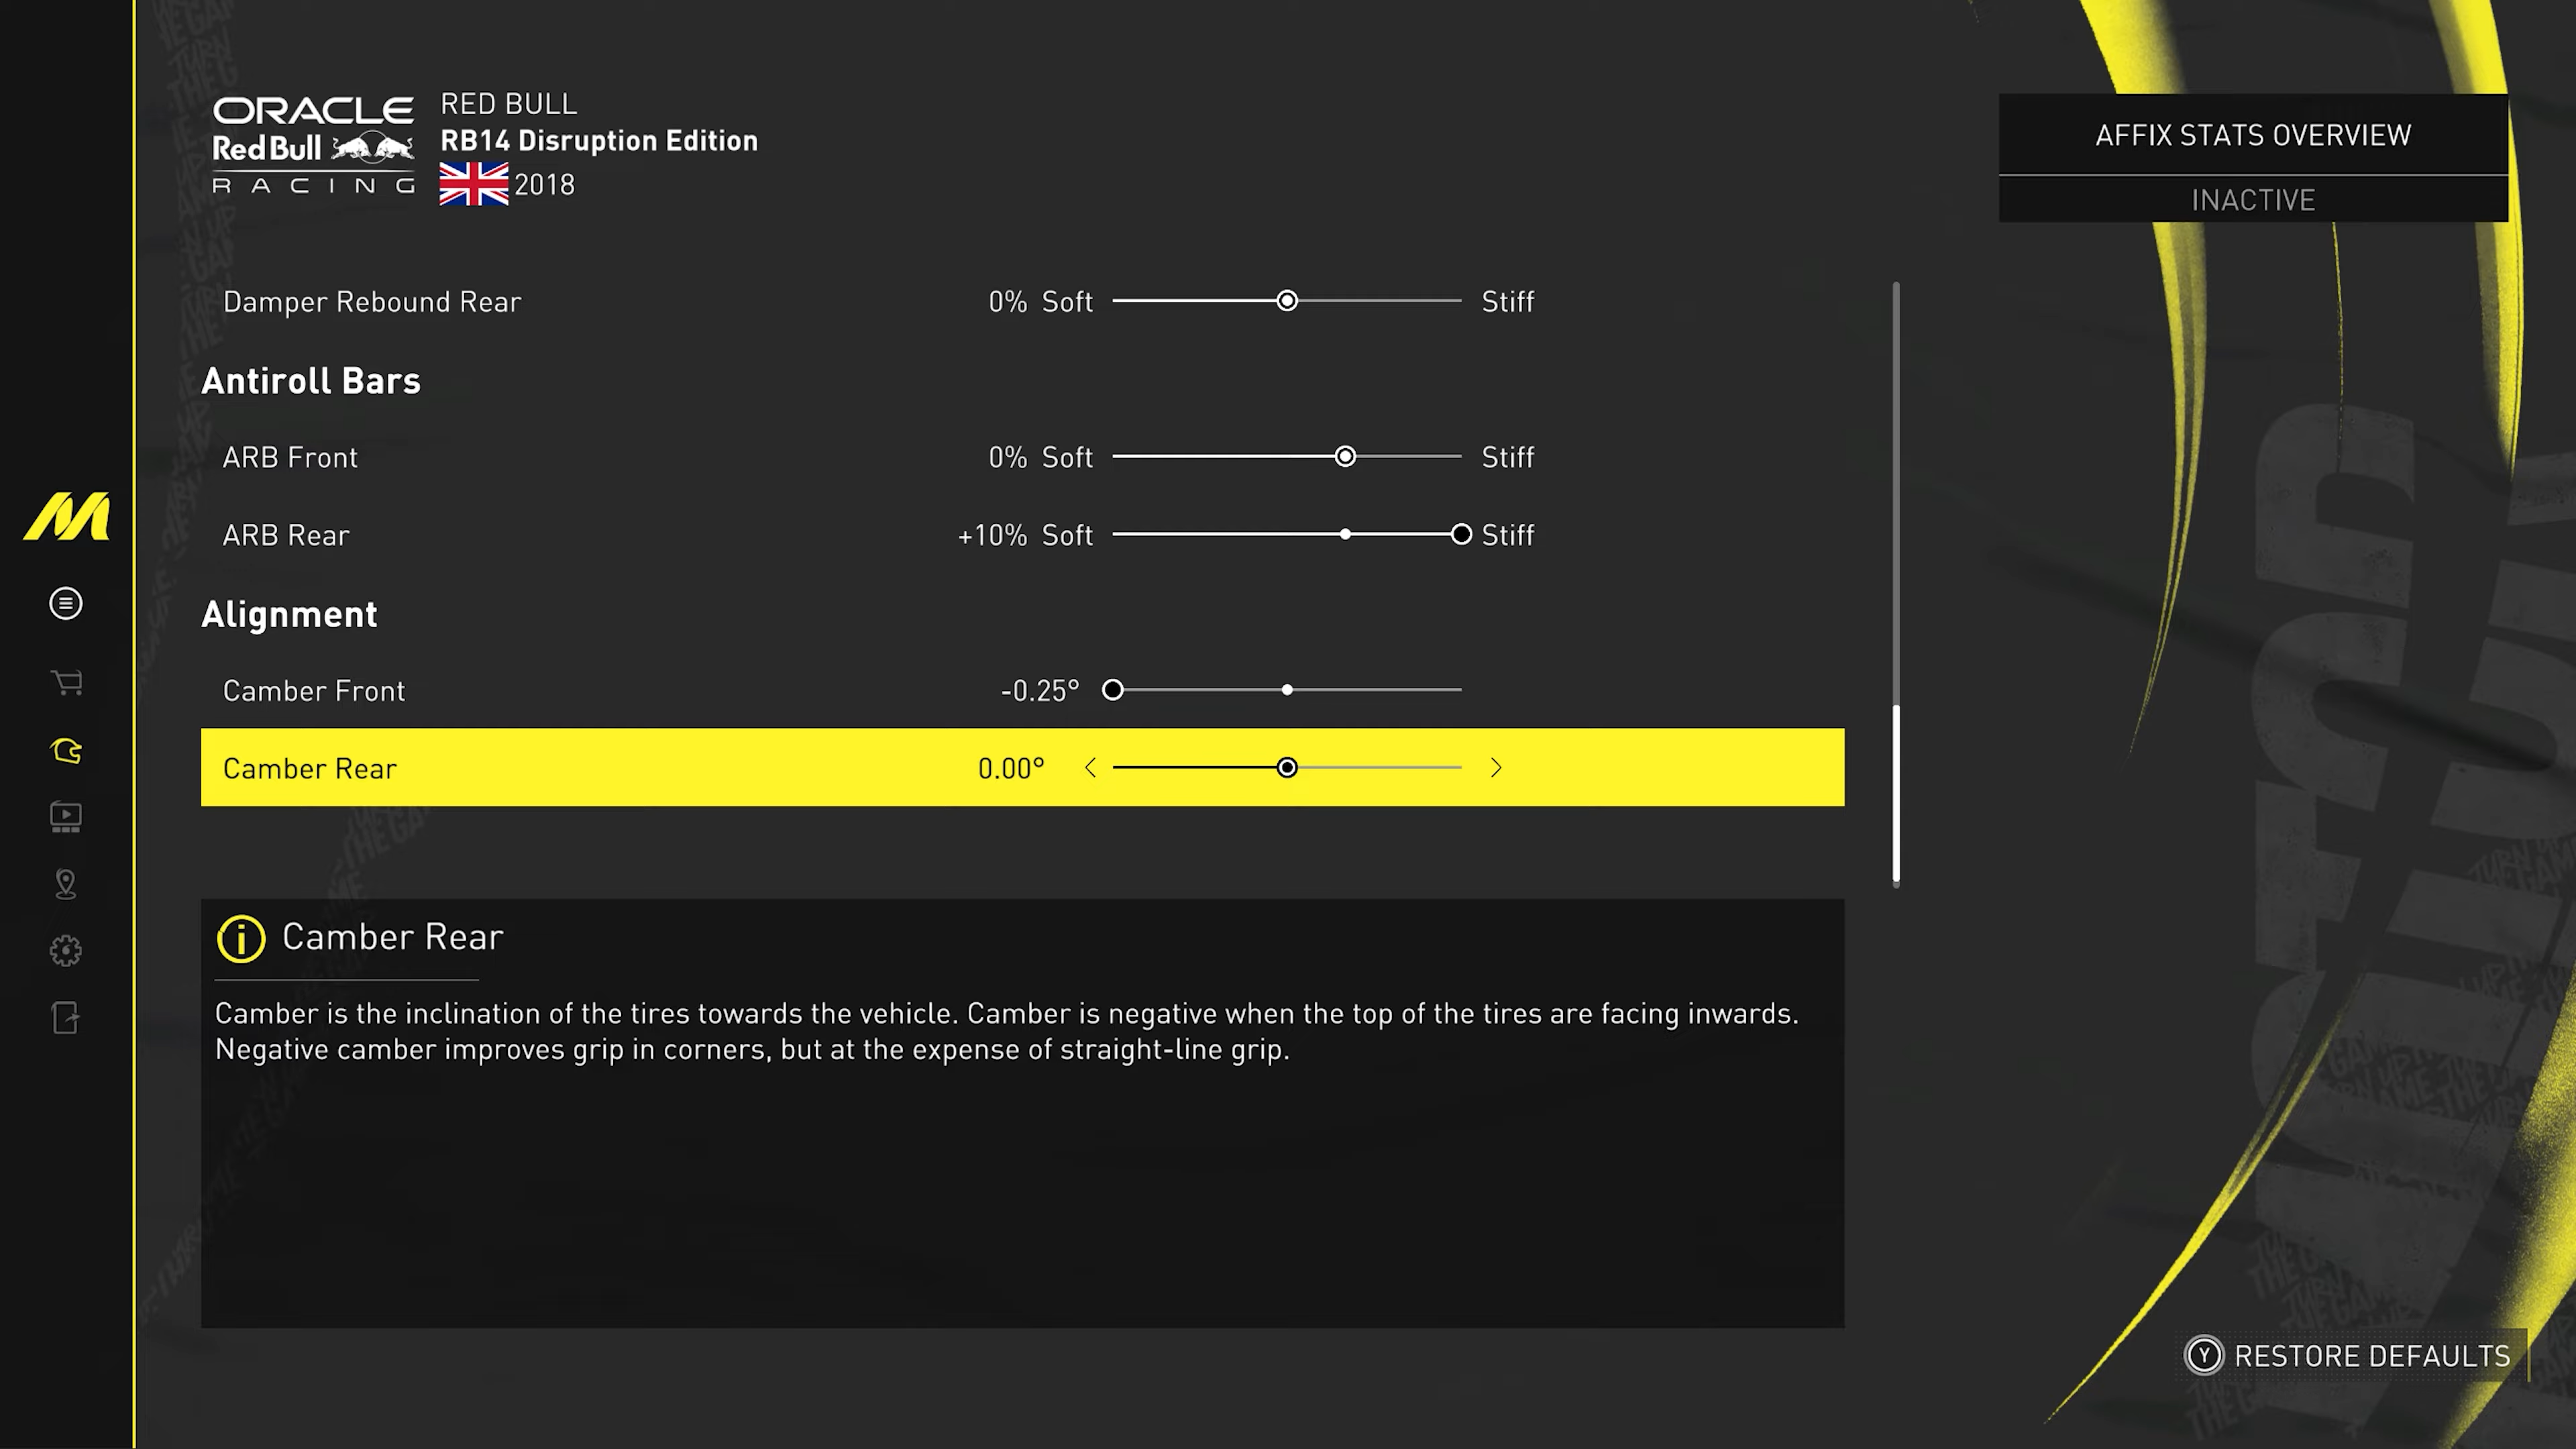 ORACLE
Red Bull
RACING
RED BULL
RB14 Disruption Edition
2018
AFFIX STATS OVERVIEW
INACTIVE
Damper Rebound Rear 0% Soft Stiff
Antiroll Bars
ARB Front 0% Soft Stiff
ARB Rear +10% Soft Stiff
Alignment
Camber Front -0.25°
Camber Rear 0.00° < >
Camber Rear
Camber is the inclination of the tires towards the vehicle. Camber is negative when the top of the tires are facing inwards.
Negative camber improves grip in corners, but at the expense of straight-line grip.
Y RESTORE DEFAULTS